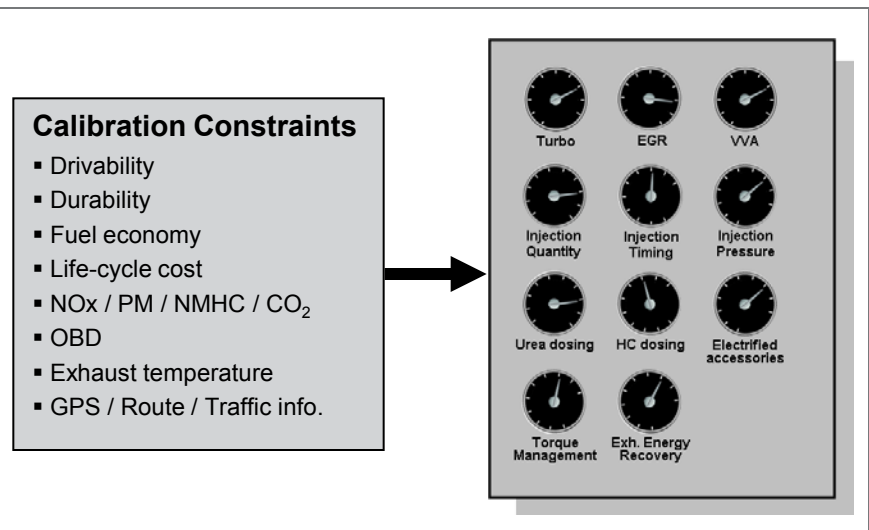 Calibration Constraints
▪ Drivability
▪ Durability
▪ Fuel economy
▪ Life-cycle cost
▪ NOx / PM / NMHC / CO₂
▪ OBD
▪ Exhaust temperature
▪ GPS / Route / Traffic info.
Turbo
EGR
VVA
Injection
Quantity
Injection
Timing
Injection
Pressure
Urea dosing
HC dosing
Electrified
accessories
Torque
Management
Exh. Energy
Recovery